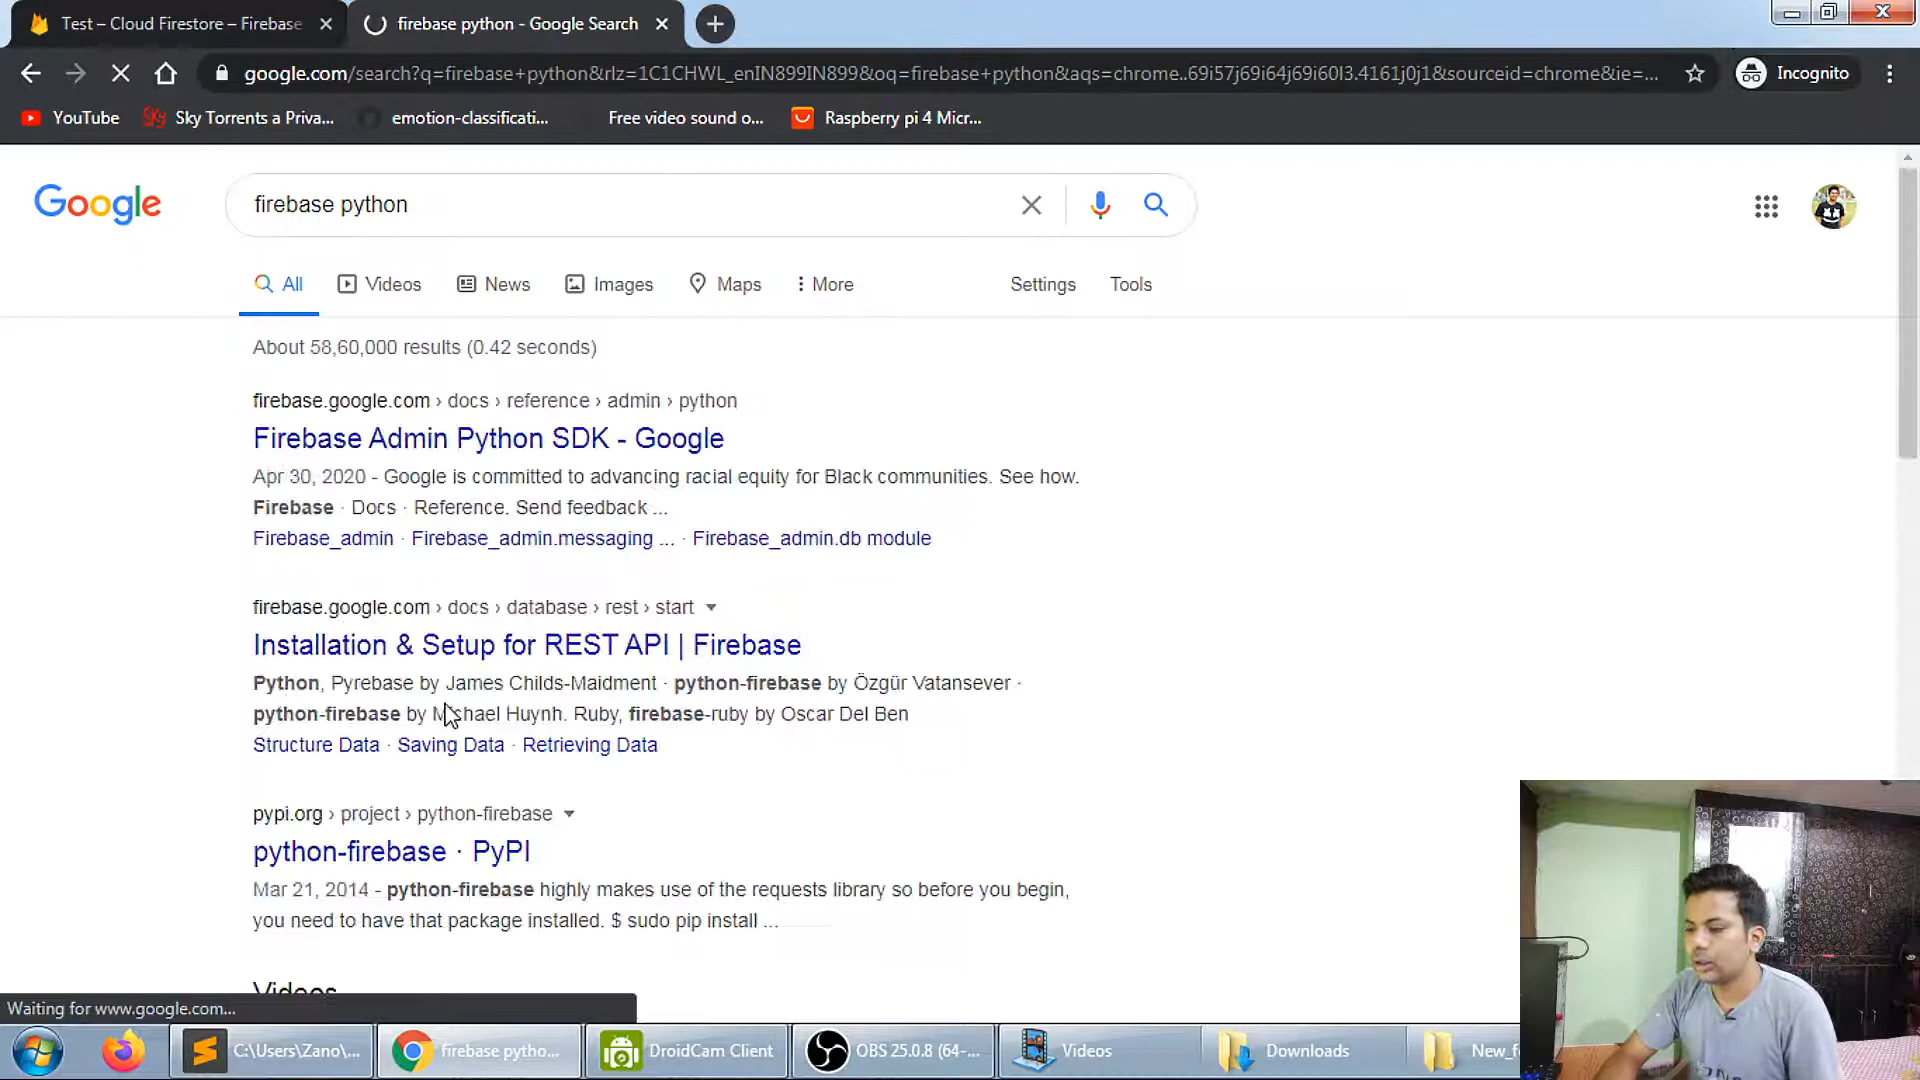 Test – Cloud Firestore – Firebase
firebase python - Google Search
google.com/search?q=firebase+python&rlz=1C1CHWL_enIN899IN899&oq=firebase+python&aqs=chrome..69i57j69i64j69i60l3.4161j0j1&sourceid=chrome&ie=...
Incognito
YouTube
Sky Torrents a Priva...
emotion-classificati...
Free video sound o...
Raspberry pi 4 Micr...
Google
firebase python
All
Videos
News
Images
Maps
More
Settings
Tools
About 58,60,000 results (0.42 seconds)
firebase.google.com › docs › reference › admin › python
Firebase Admin Python SDK - Google
Apr 30, 2020 - Google is committed to advancing racial equity for Black communities. See how.
Firebase · Docs · Reference. Send feedback ...
Firebase_admin · Firebase_admin.messaging ... · Firebase_admin.db module
firebase.google.com › docs › database › rest › start
Installation & Setup for REST API | Firebase
Python, Pyrebase by James Childs-Maidment · python-firebase by Özgür Vatansever ·
python-firebase by Michael Huynh. Ruby, firebase-ruby by Oscar Del Ben
Structure Data · Saving Data · Retrieving Data
pypi.org › project › python-firebase
python-firebase · PyPI
Mar 21, 2014 - python-firebase highly makes use of the requests library so before you begin,
you need to have that package installed. $ sudo pip install ...
Videos
Waiting for www.google.com...
C:\Users\Zano\...
firebase pytho...
DroidCam Client
OBS 25.0.8 (64-...
Videos
Downloads
New_f